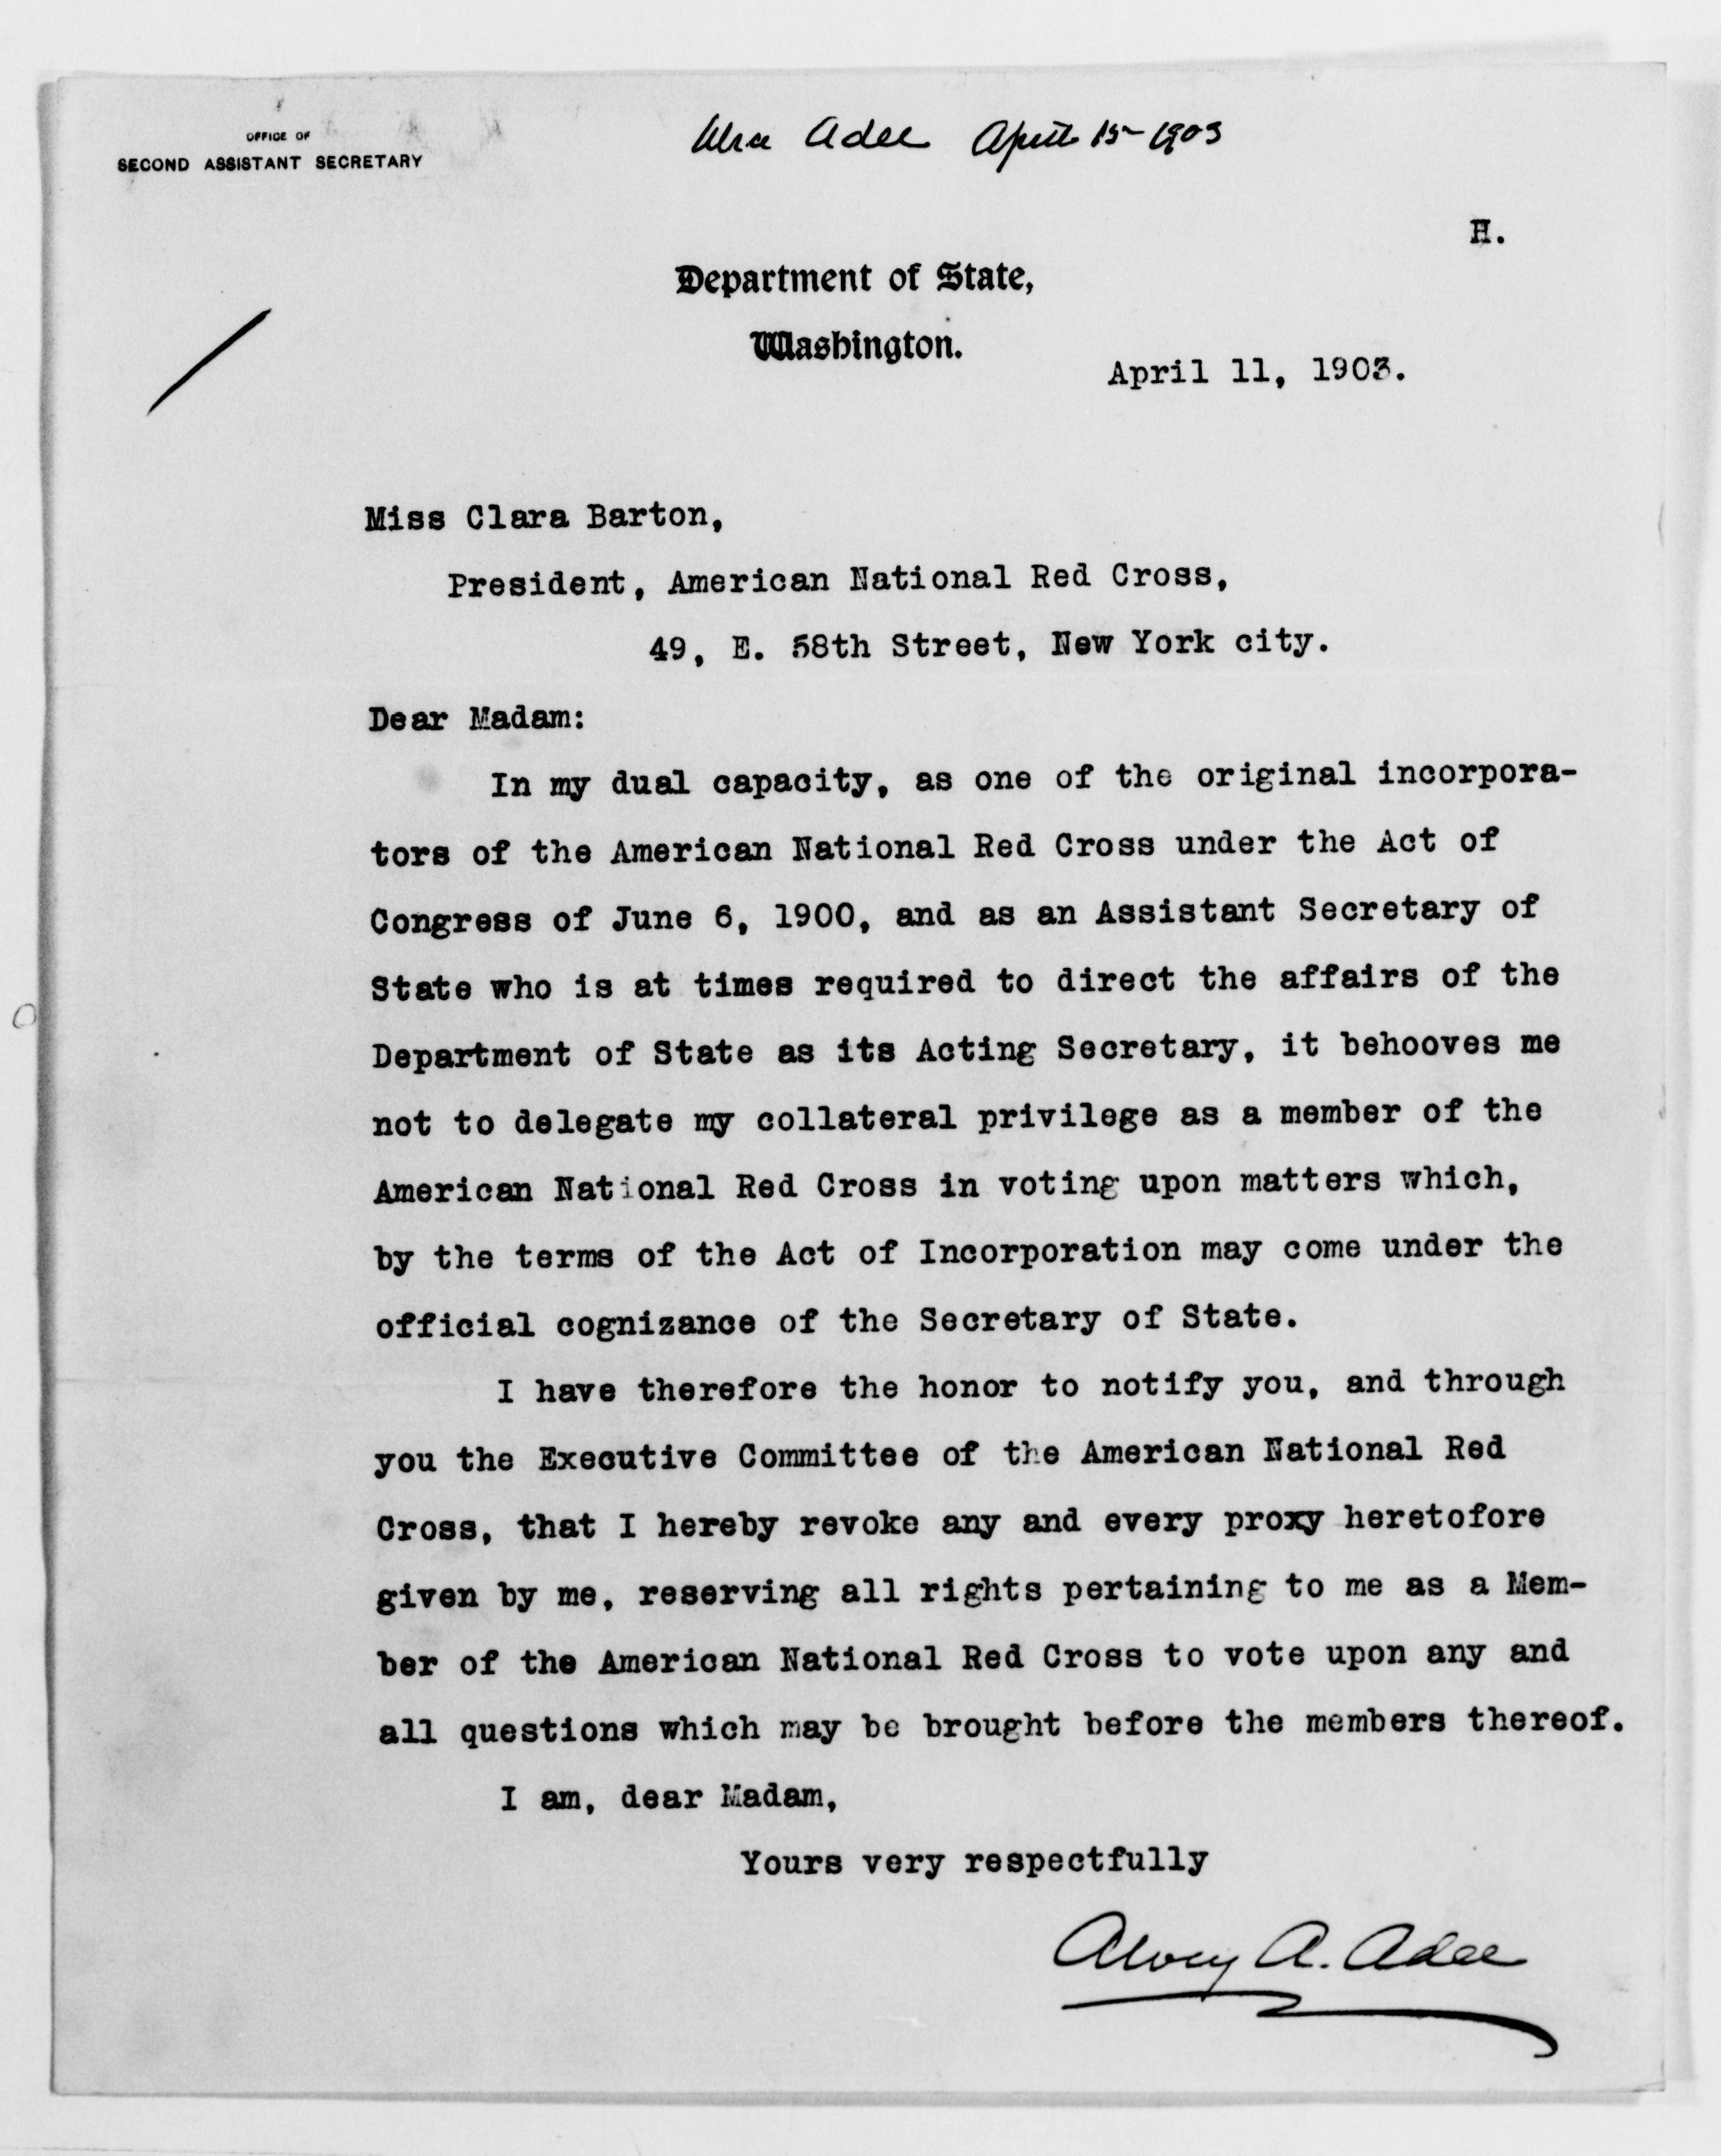 OFFICE OF
SECOND ASSISTANT SECRETARY
Adee April 15- 1903
H.
Department of State,
Washington.
April 11, 1903.
Miss Clara Barton,
President, American National Red Cross,
49, E. 58th Street, New York city.
Dear Madam:
In my dual capacity, as one of the original incorpora-
tors of the American National Red Cross under the Act of
Congress of June 6, 1900, and as an Assistant Secretary of
State who is at times required to direct the affairs of the
Department of State as its Acting Secretary, it behooves me
not to delegate my collateral privilege as a member of the
American National Red Cross in voting upon matters which,
by the terms of the Act of Incorporation may come under the
official cognizance of the Secretary of State.
I have therefore the honor to notify you, and through
you the Executive Committee of the American National Red
Cross, that I hereby revoke any and every proxy heretofore
given by me, reserving all rights pertaining to me as a Mem-
ber of the American National Red Cross to vote upon any and
all questions which may be brought before the members thereof.
I am, dear Madam,
Yours very respectfully
Alvey A. Adee